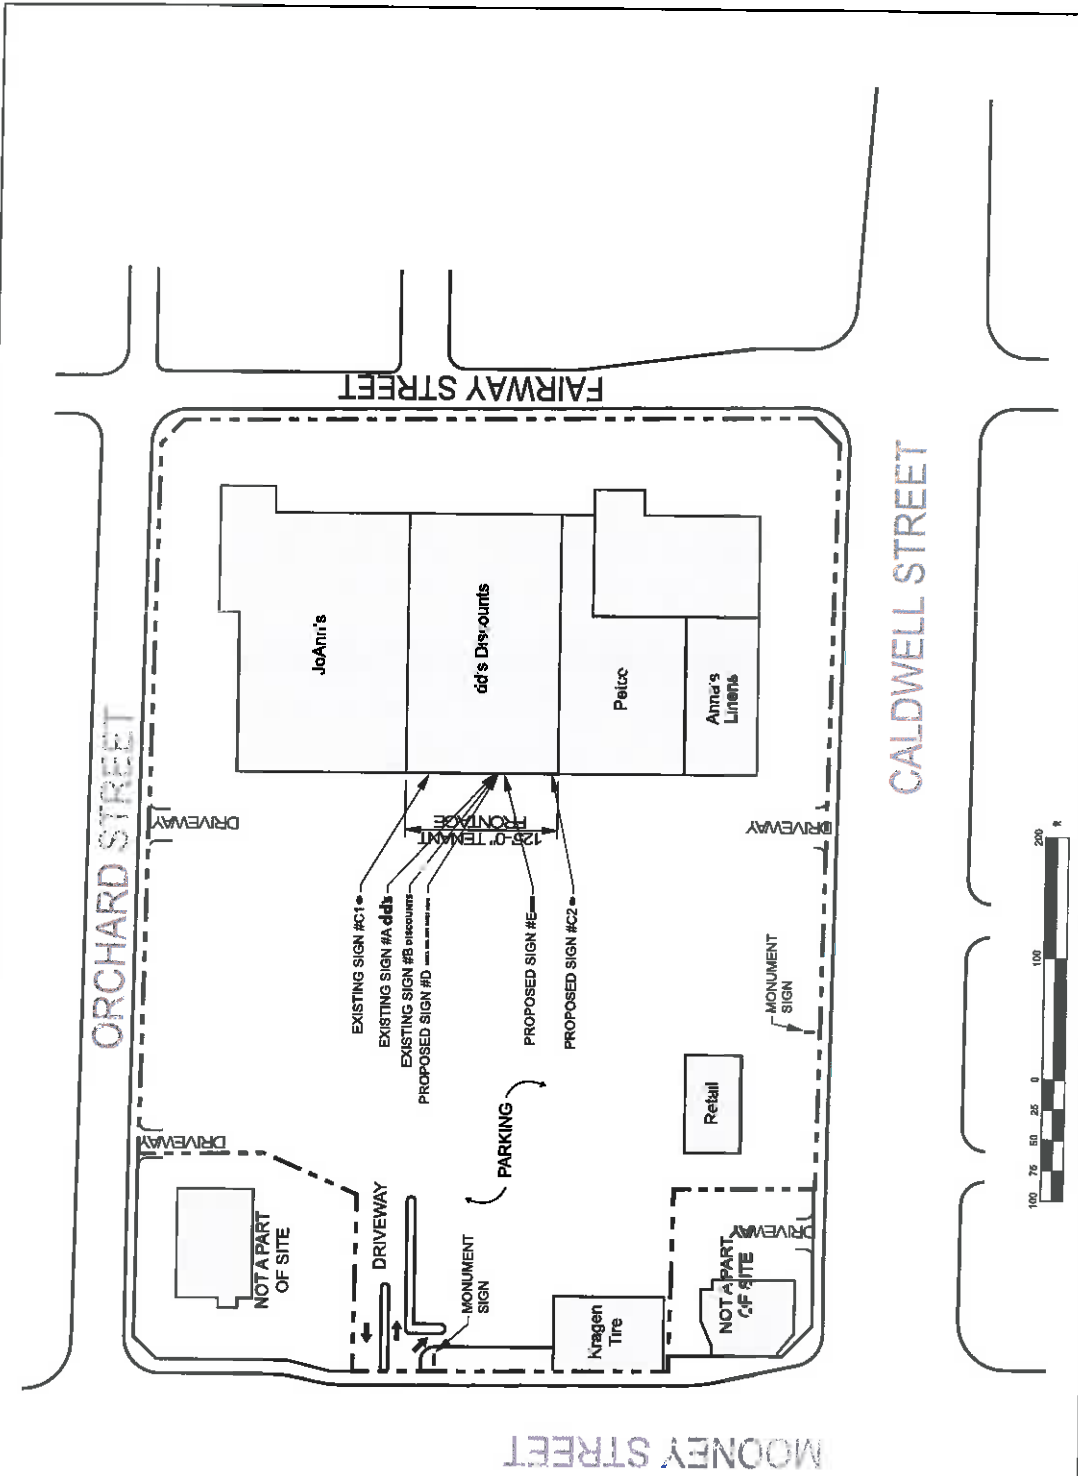 ORCHARD STREET
FAIRWAY STREET
CALDWELL STREET
MOONEY STREET
JoAnn's
dd's Discounts
Petco
Anna's
Linens
DRIVEWAY
DRIVEWAY
125'-0" TENANT
FRONTAGE
EXISTING SIGN #C1
EXISTING SIGN #A dd's
EXISTING SIGN #B DISCOUNTS
PROPOSED SIGN #D
PROPOSED SIGN #E
PROPOSED SIGN #C2
MONUMENT
SIGN
PARKING
Retail
DRIVEWAY
DRIVEWAY
DRIVEWAY
NOT A PART
OF SITE
MONUMENT
SIGN
Kragen
Tire
NOT A PART
OF SITE
100 75 50 25 0 100 200
ft